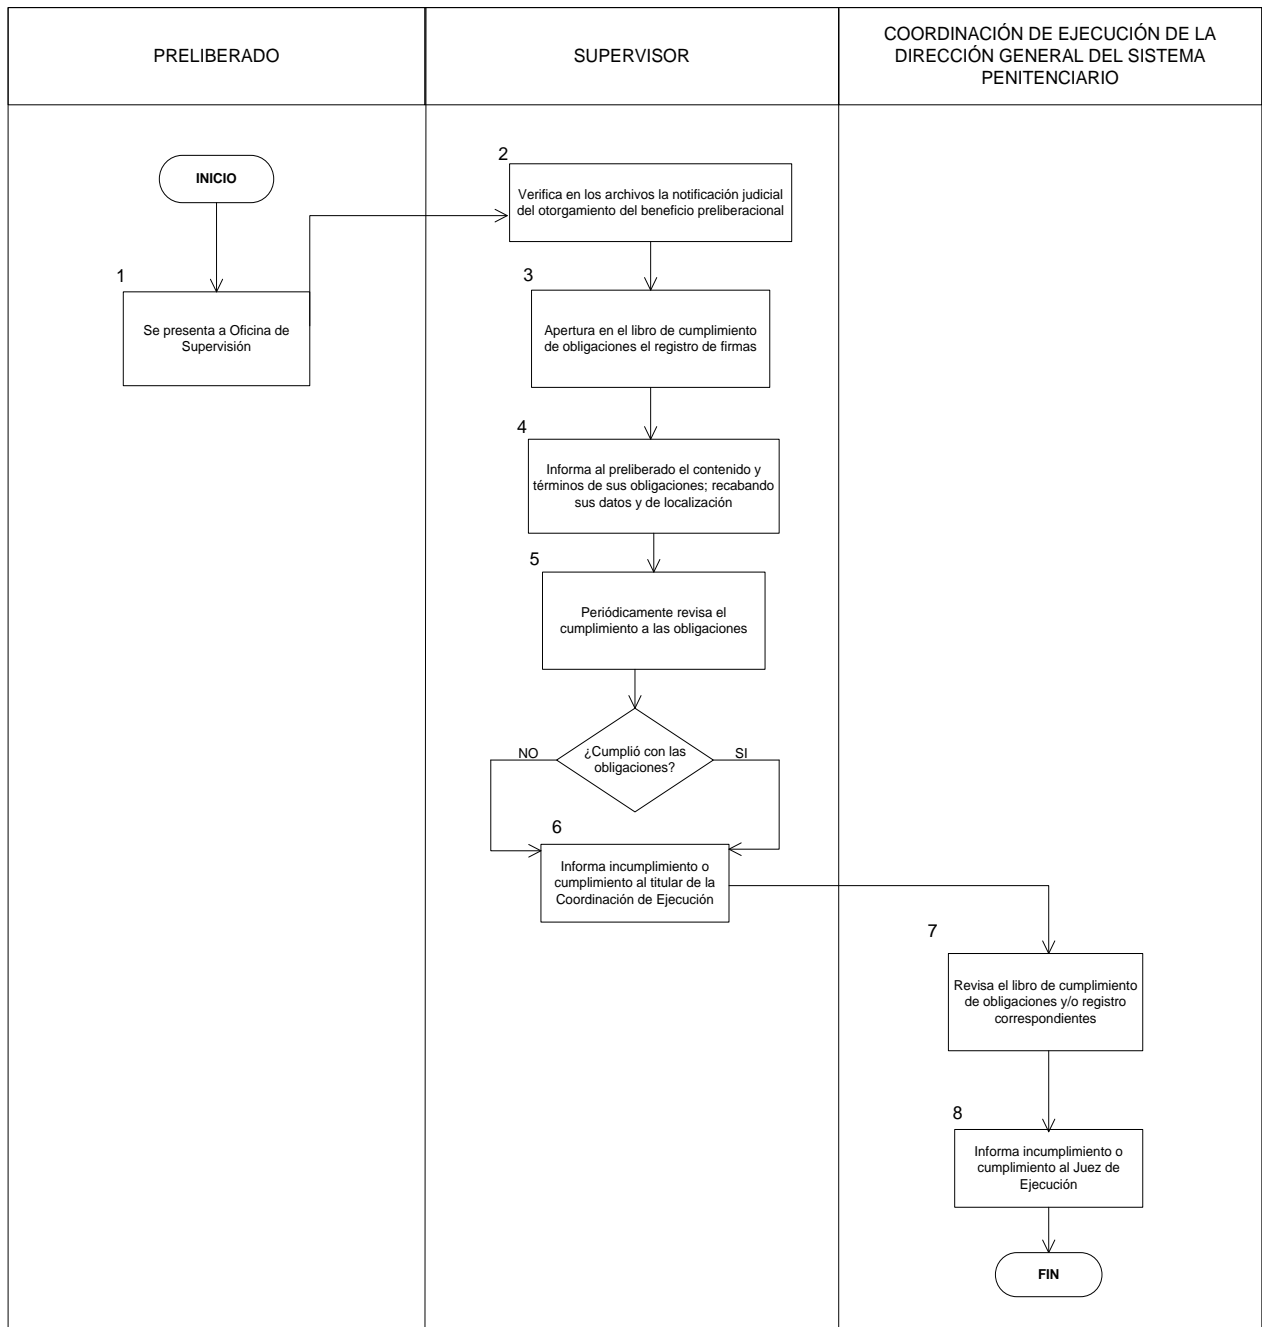 PRELIBERADO
SUPERVISOR
COORDINACIÓN DE EJECUCIÓN DE LA
DIRECCIÓN GENERAL DEL SISTEMA
PENITENCIARIO
INICIO
1
Se presenta a Oficina de
Supervisión
2
Verifica en los archivos la notificación judicial
del otorgamiento del beneficio preliberacional
3
Apertura en el libro de cumplimiento
de obligaciones el registro de firmas
4
Informa al preliberado el contenido y
términos de sus obligaciones; recabando
sus datos y de localización
5
Periódicamente revisa el
cumplimiento a las obligaciones
NO
¿Cumplió con las
obligaciones?
SI
6
Informa incumplimiento o
cumplimiento al titular de la
Coordinación de Ejecución
7
Revisa el libro de cumplimiento
de obligaciones y/o registro
correspondientes
8
Informa incumplimiento o
cumplimiento al Juez de
Ejecución
FIN